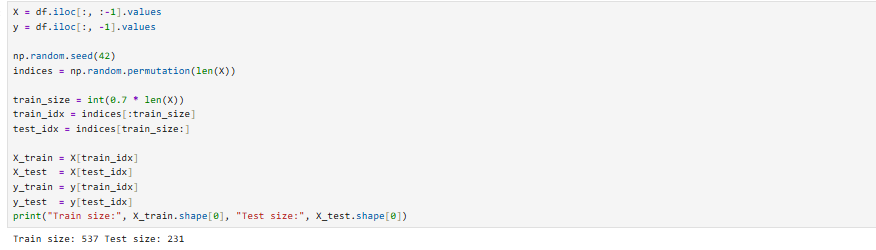 X = df.iloc[:, :-1].values
y = df.iloc[:, -1].values
np.random.seed(42)
indices = np.random.permutation(len(X))
train_size = int(0.7 * len(X))
train_idx = indices[:train_size]
test_idx = indices[train_size:]
X_train = X[train_idx]
X_test  = X[test_idx]
y_train = y[train_idx]
y_test  = y[test_idx]
print("Train size:", X_train.shape[0], "Test size:", X_test.shape[0])
Train size: 537 Test size: 231